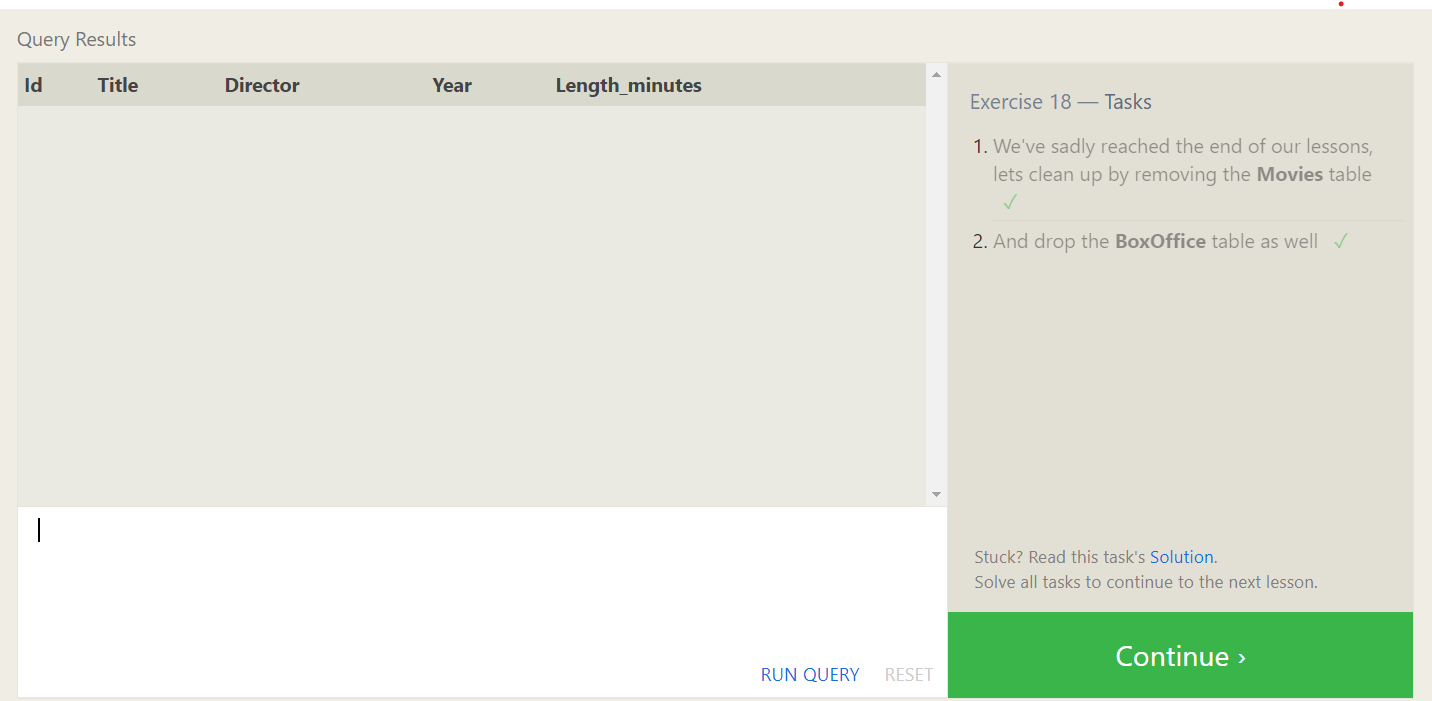 Query Results
Id Title Director Year Length_minutes
Exercise 18 — Tasks
1. We've sadly reached the end of our lessons,
lets clean up by removing the Movies table
✓
2. And drop the BoxOffice table as well ✓
Stuck? Read this task's Solution.
Solve all tasks to continue to the next lesson.
RUN QUERY RESET
Continue ›